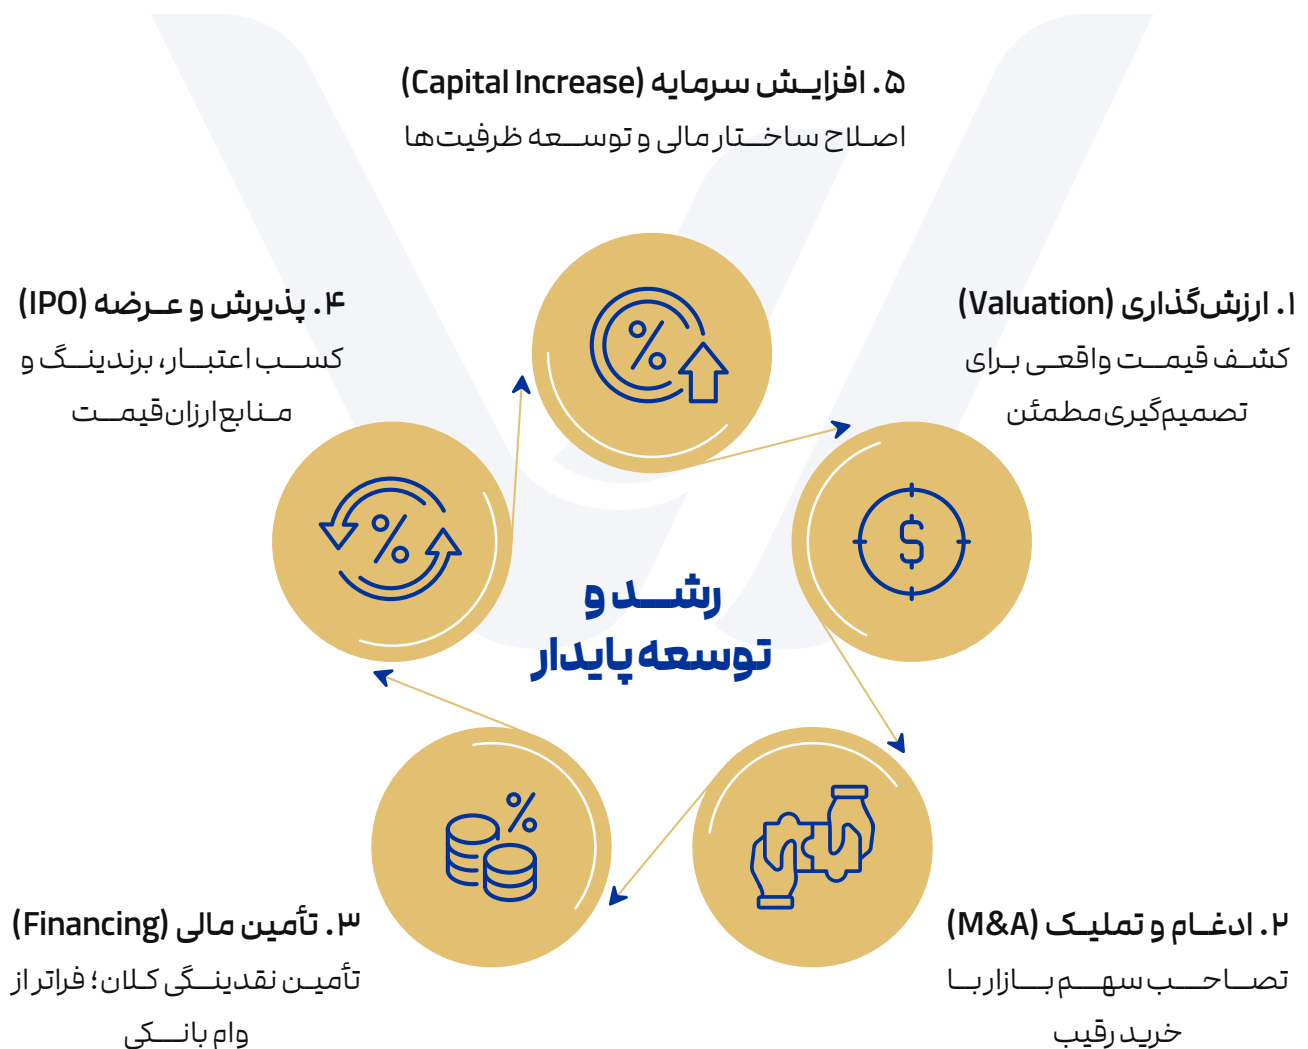 ۵. افزایش سرمایه (Capital Increase)
اصلاح ساختار مالی و توسعه ظرفیت‌ها
۱. ارزش‌گذاری (Valuation)
کشف قیمت واقعی برای
تصمیم‌گیری مطمئن
۴. پذیرش و عرضه (IPO)
کسب اعتبار، برندینگ و
منابع ارزان‌قیمت
رشد و
توسعه پایدار
۲. ادغام و تملیک (M&A)
تصاحب سهم بازار با
خرید رقیب
۳. تأمین مالی (Financing)
تأمین نقدینگی کلان؛ فراتر از
وام بانکی